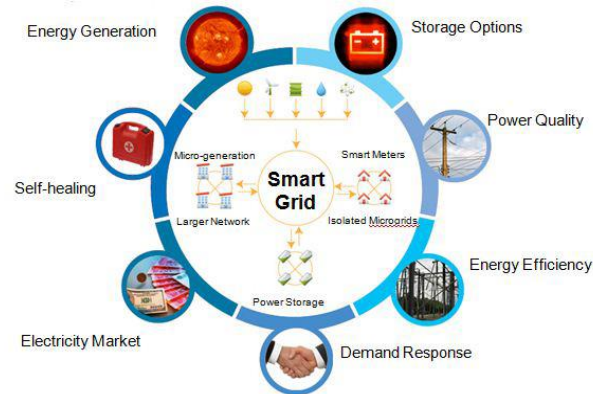 Energy Generation
Storage Options
Power Quality
Self-healing
Micro-generation
Smart Meters
Smart
Grid
Larger Network
Isolated Microgrids
Energy Efficiency
Power Storage
Electricity Market
Demand Response